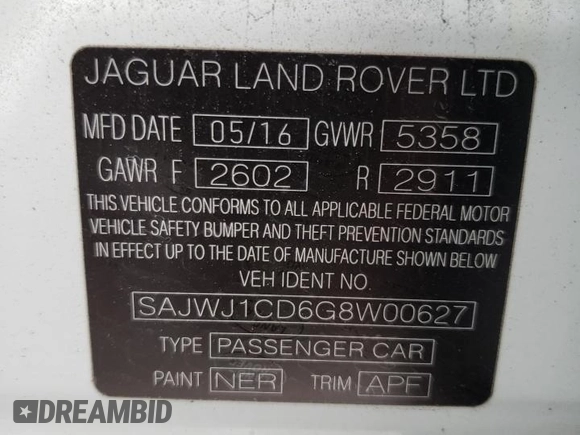 JAGUAR LAND ROVER LTD
MFD DATE 05/16 GVWR 5358
GAWR F 2602 R 2911
THIS VEHICLE CONFORMS TO ALL APPLICABLE FEDERAL MOTOR
VEHICLE SAFETY BUMPER AND THEFT PREVENTION STANDARDS
IN EFFECT UP TO THE DATE OF MANUFACTURE SHOWN BELOW.
VEH IDENT NO.
SAJWJ1CD6G8W00627
TYPE PASSENGER CAR
PAINT NER TRIM APF
DREAMBID